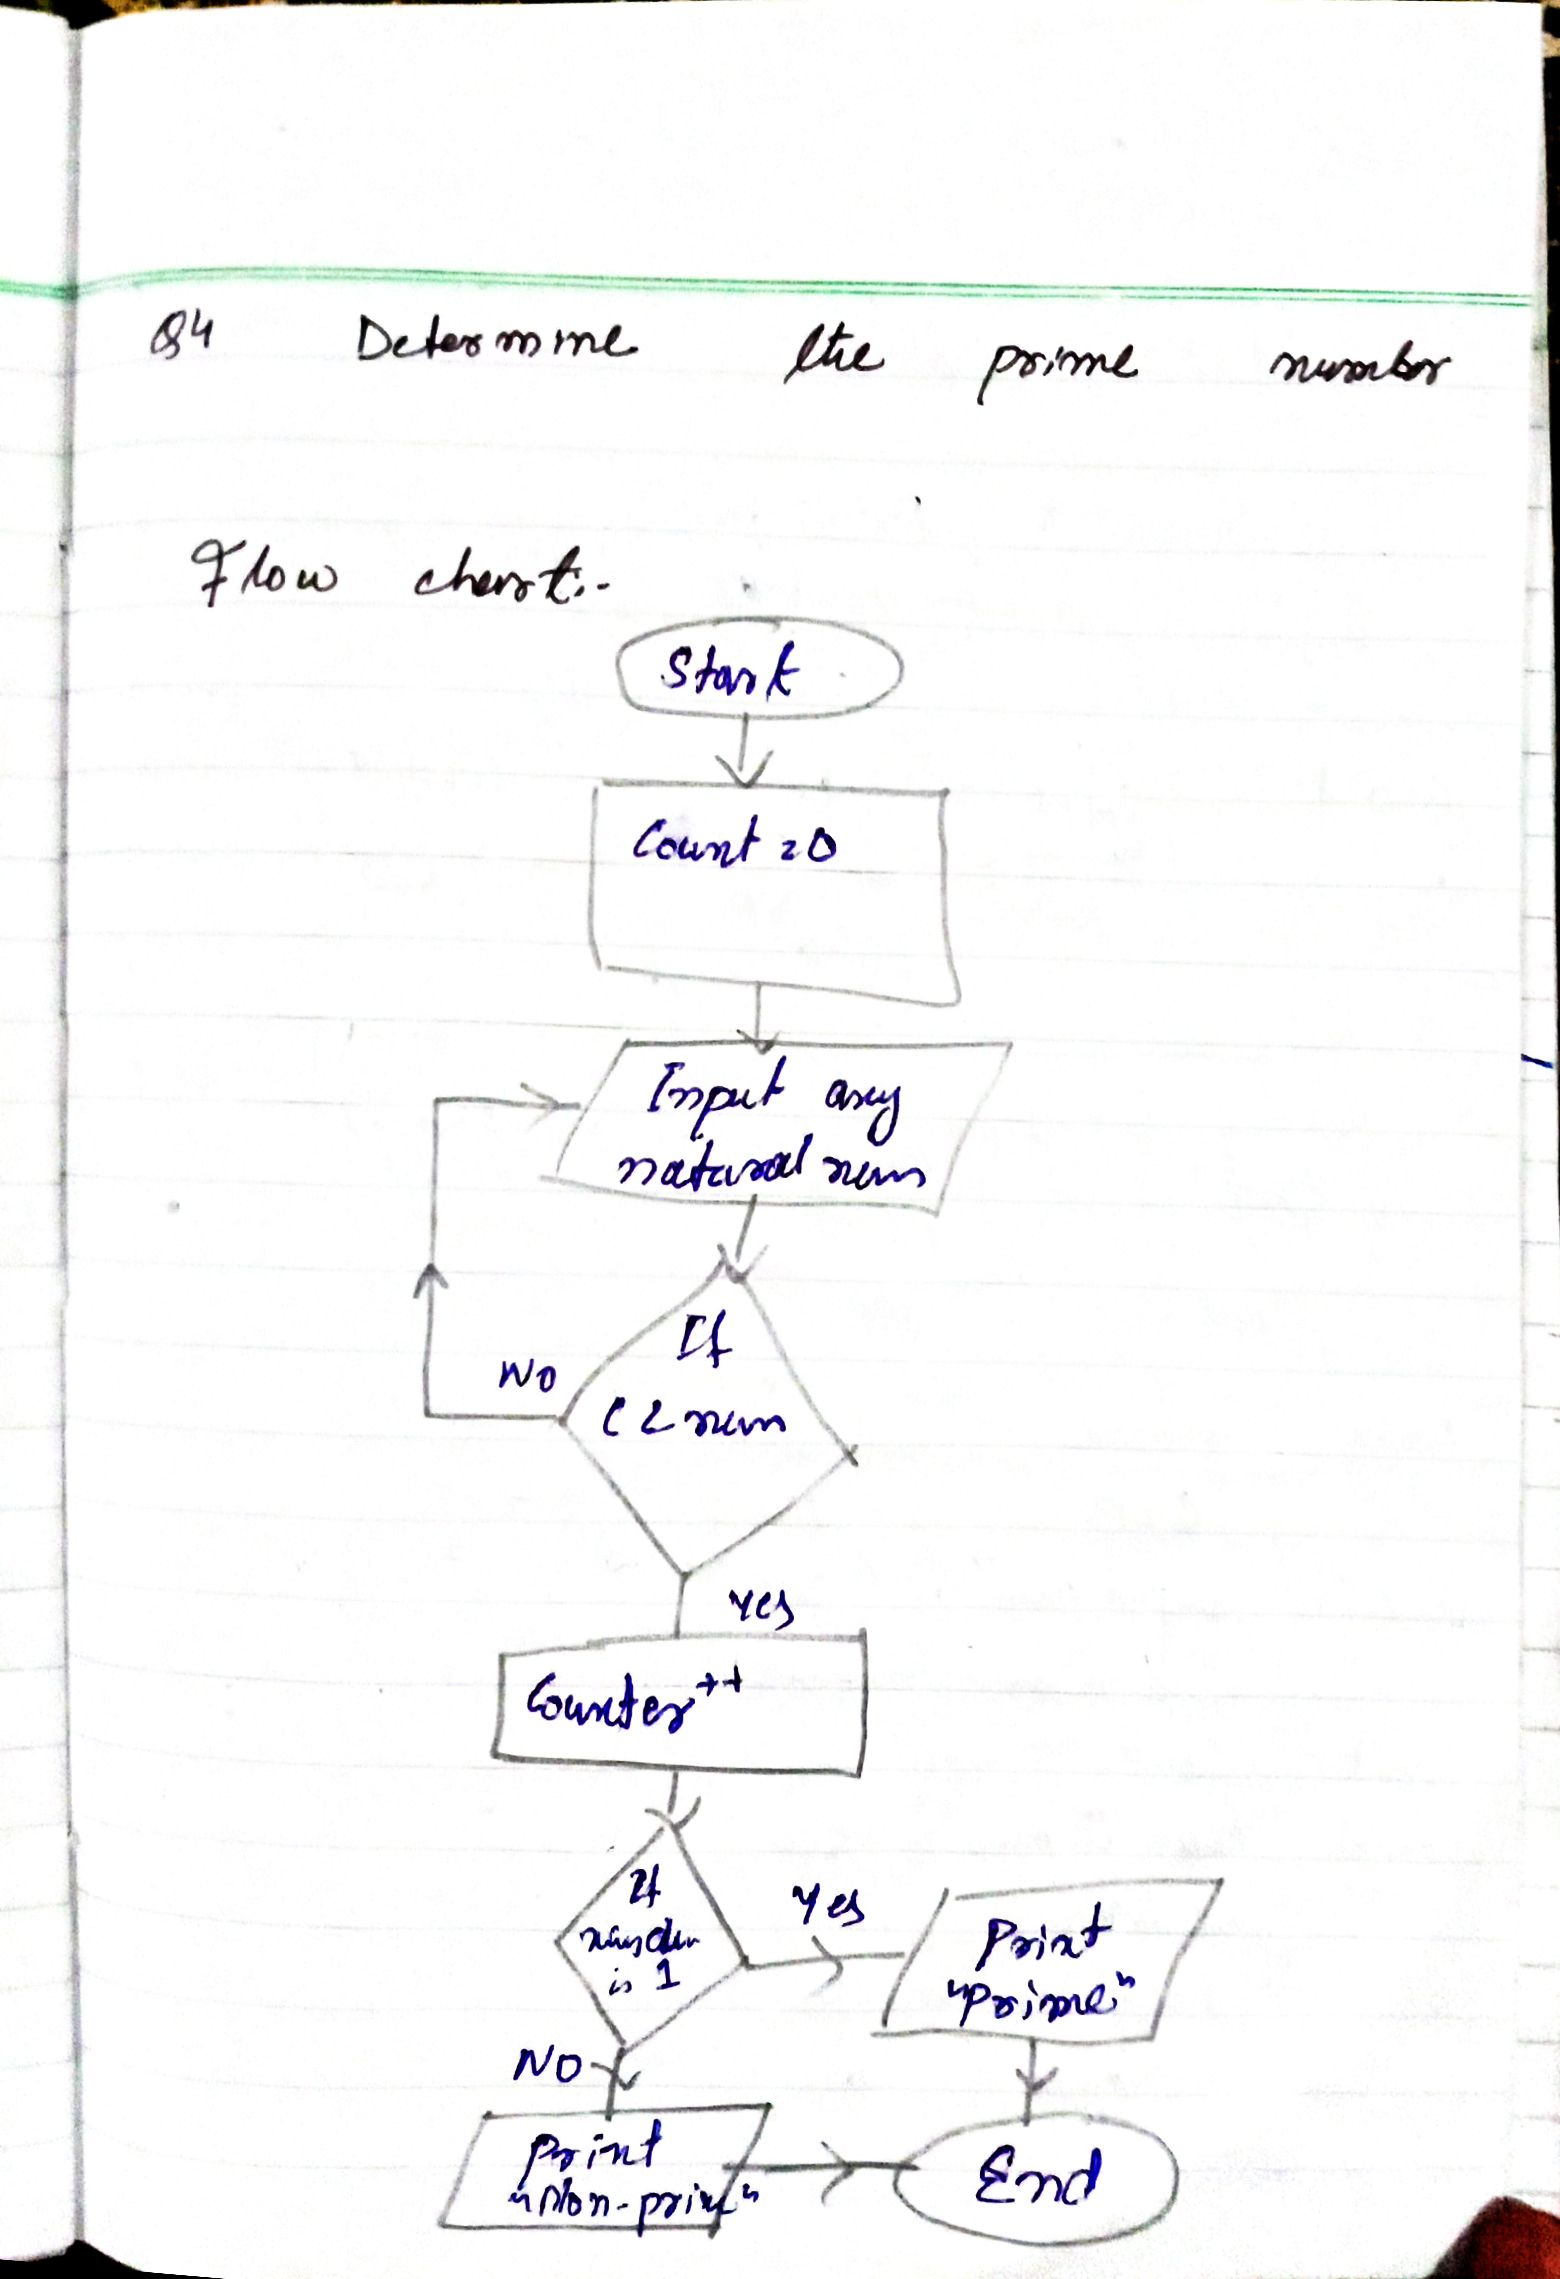 Q4 Determine the prime number
Flow chart:-
Start
Count = 0
Input any
natural num
If
NO
C < num
Yes
Counter++
If
Yes
is 1
Print
"Prime"
NO
Print
"Non-prime"
End